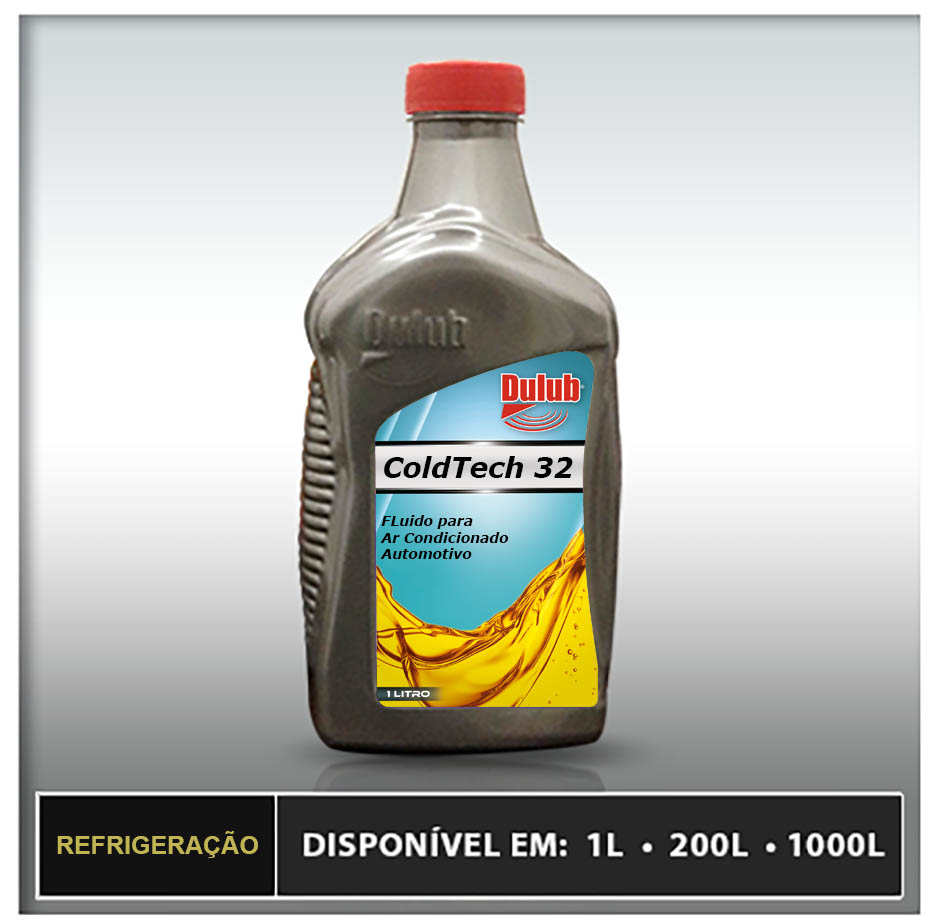 Dulub
Dulub
ColdTech 32
FLuido para
Ar Condicionado
Automotivo
1 LITRO
REFRIGERAÇÃO
DISPONÍVEL EM: 1L • 200L • 1000L